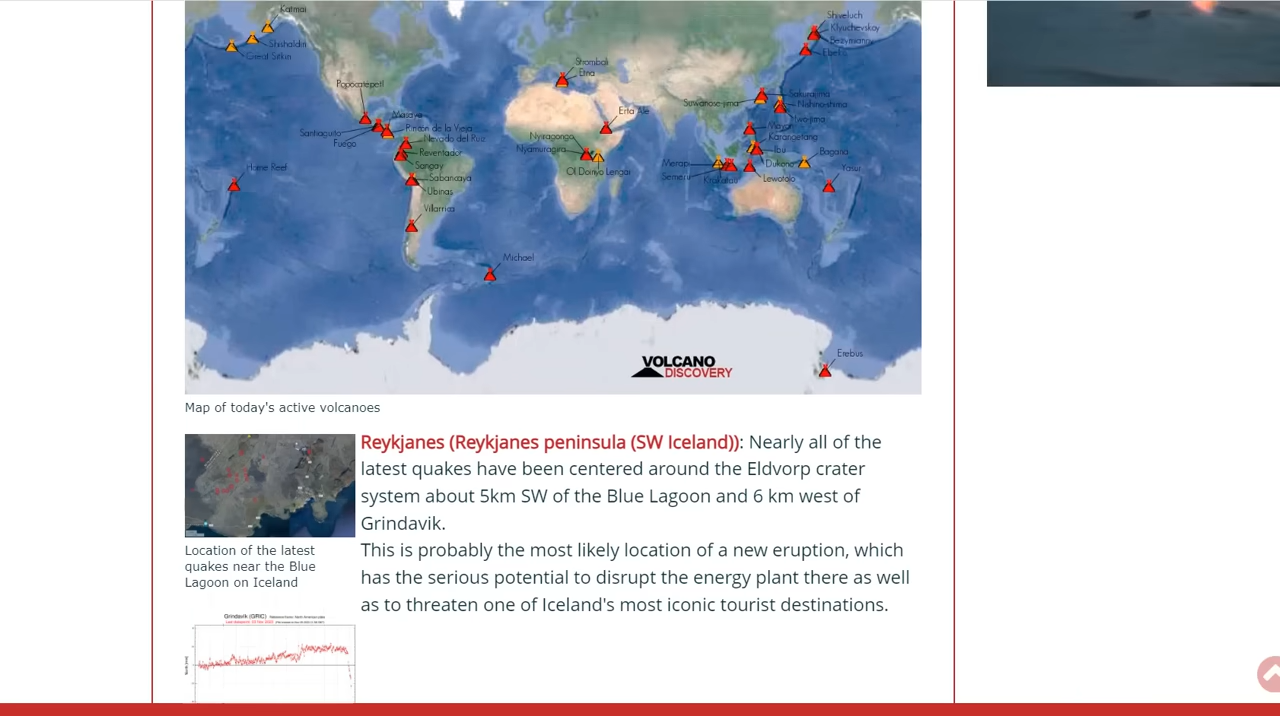 Katmai
Shishaldin
Great Sitkin
Shiveluch
Klyuchevskoy
Bezymianny
Ebeko
Stromboli
Etna
Popocatépetl
Masaya
Santiaguito
Rincón de la Vieja
Fuego
Nevado del Ruiz
Reventador
Sangay
Sabancaya
Ubinas
Villarrica
Home Reef
Erta Ale
Nyiragongo
Nyamuragira
Ol Doinyo Lengai
Suwanose-jima
Sakurajima
Nishino-shima
Mayon
Karangetang
Ibu
Dukono
Bagana
Merapi
Semeru
Krakatau
Lewotolo
Yasur
Michael
Erebus
VOLCANO
DISCOVERY
Map of today's active volcanoes
Reykjanes (Reykjanes peninsula (SW Iceland)): Nearly all of the
latest quakes have been centered around the Eldvorp crater
system about 5km SW of the Blue Lagoon and 6 km west of
Grindavik.
This is probably the most likely location of a new eruption, which
has the serious potential to disrupt the energy plant there as well
as to threaten one of Iceland's most iconic tourist destinations.
Location of the latest
quakes near the Blue
Lagoon on Iceland
Grindavik (GRIC)